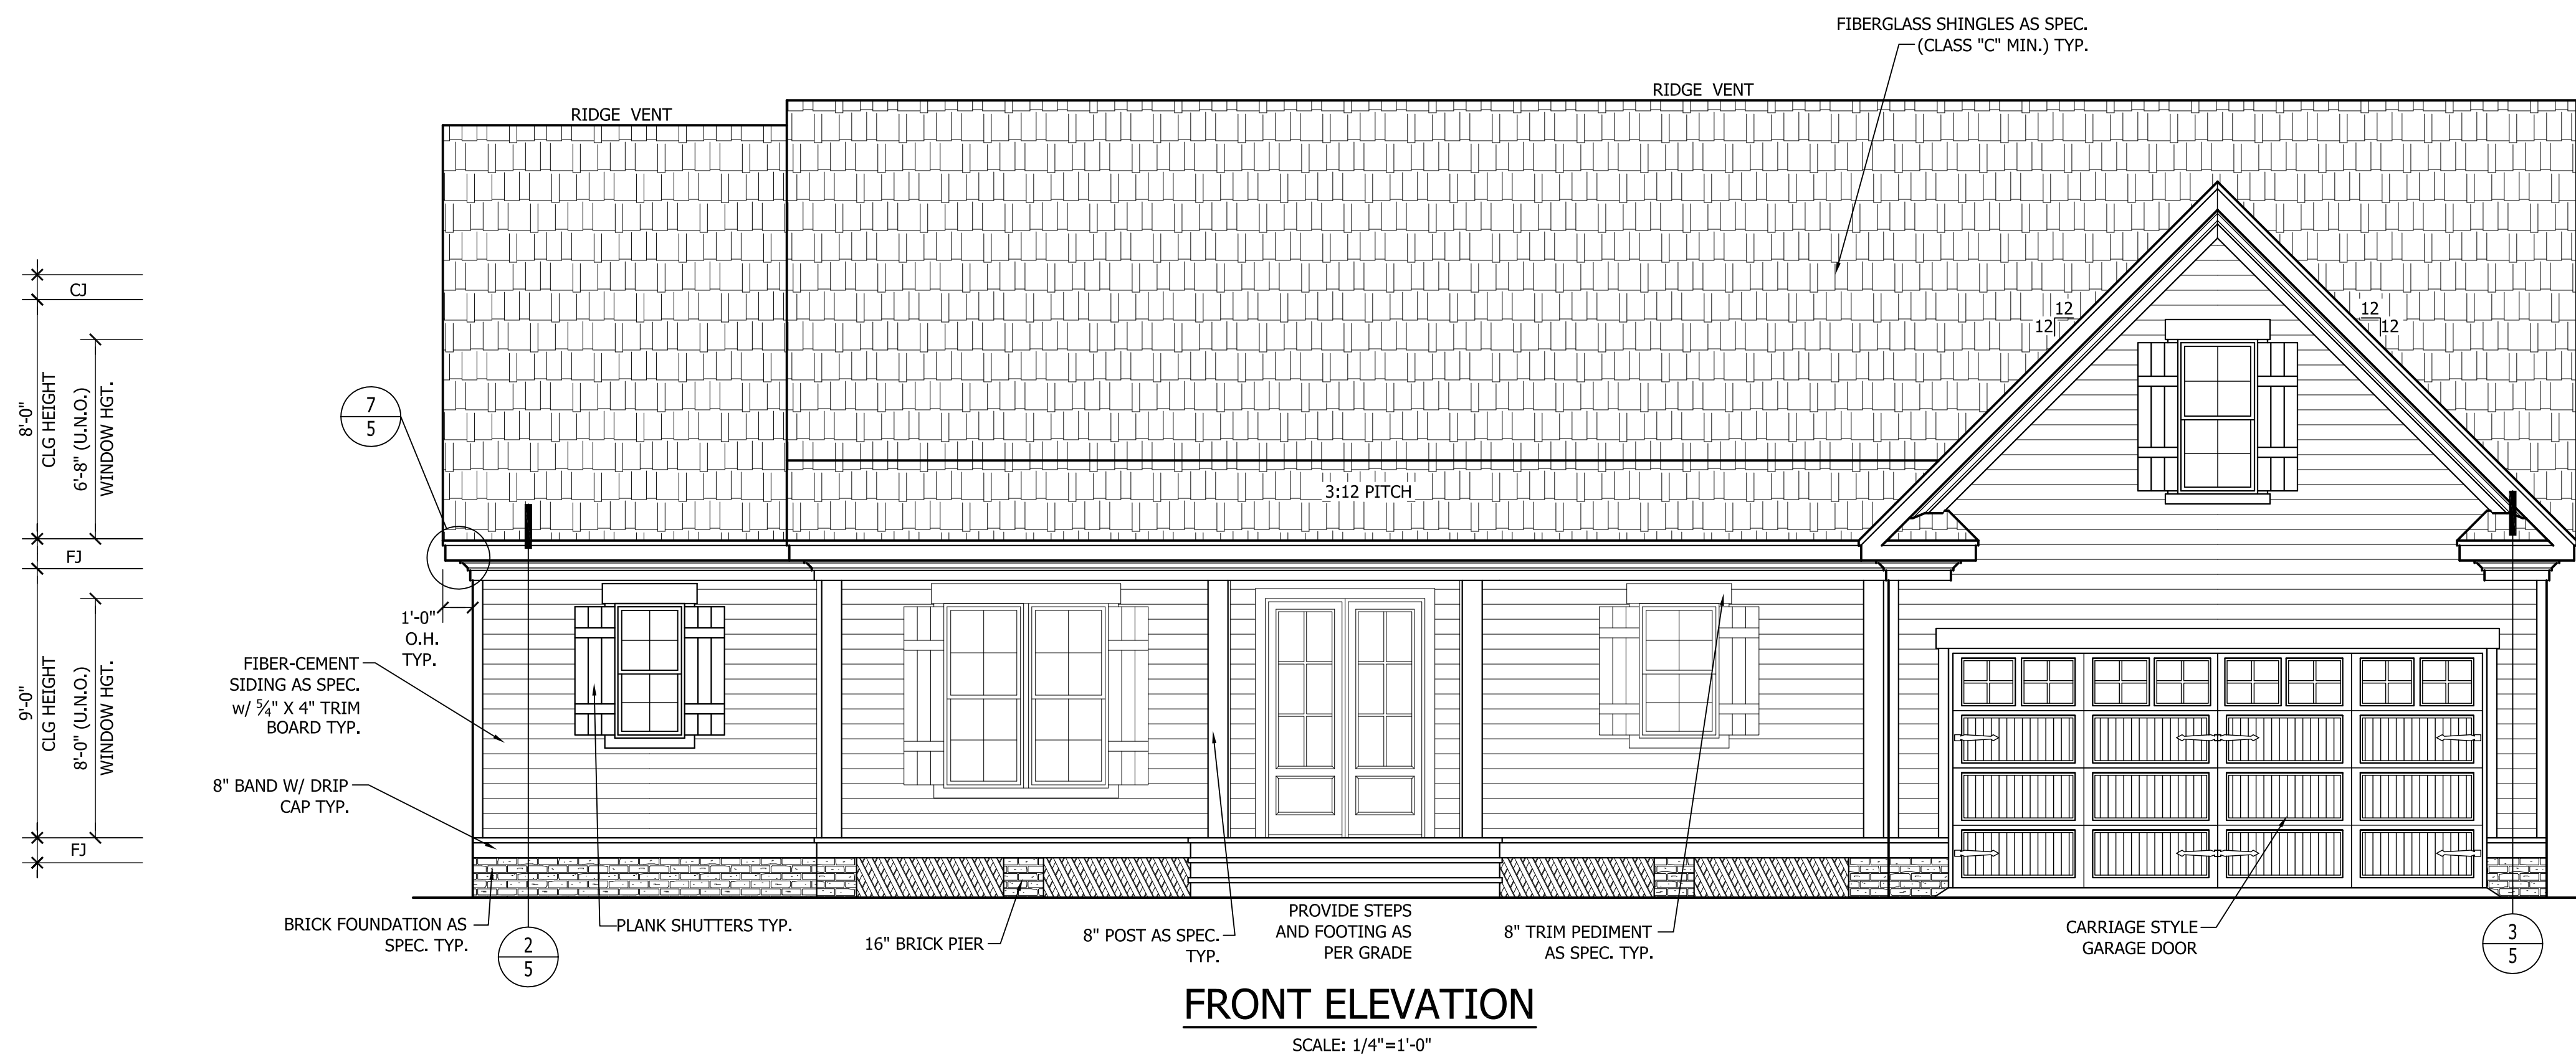 FIBERGLASS SHINGLES AS SPEC.
(CLASS "C" MIN.) TYP.
RIDGE VENT
RIDGE VENT
CJ
8'-0"
CLG HEIGHT
6'-8" (U.N.O.)
WINDOW HGT.
FJ
9'-0"
CLG HEIGHT
8'-0" (U.N.O.)
WINDOW HGT.
FJ
7
5
12
12
12
12
3:12 PITCH
1'-0"
O.H.
TYP.
FIBER-CEMENT
SIDING AS SPEC.
w/ 5/4" X 4" TRIM
BOARD TYP.
8" BAND W/ DRIP
CAP TYP.
BRICK FOUNDATION AS
SPEC. TYP.
2
5
PLANK SHUTTERS TYP.
16" BRICK PIER
8" POST AS SPEC.
TYP.
PROVIDE STEPS
AND FOOTING AS
PER GRADE
8" TRIM PEDIMENT
AS SPEC. TYP.
CARRIAGE STYLE
GARAGE DOOR
3
5
FRONT ELEVATION
SCALE: 1/4"=1'-0"